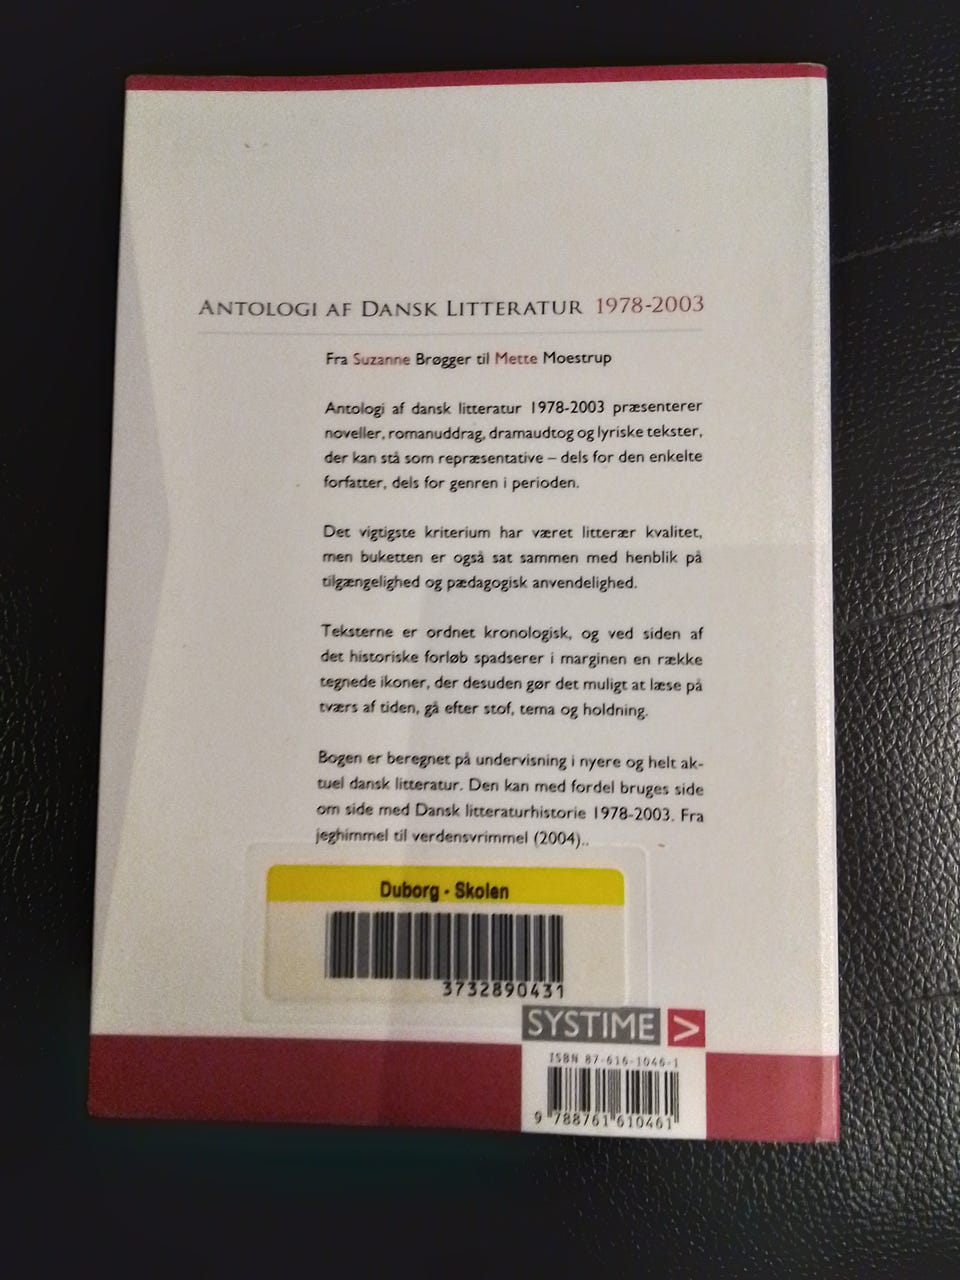 ANTOLOGI AF DANSK LITTERATUR 1978-2003
Fra Suzanne Brøgger til Mette Moestrup
Antologi af dansk litteratur 1978-2003 præsenterer
noveller, romanuddrag, dramaudtog og lyriske tekster,
der kan stå som repræsentative – dels for den enkelte
forfatter, dels for genren i perioden.
Det vigtigste kriterium har været litterær kvalitet,
men buketten er også sat sammen med henblik på
tilgængelighed og pædagogisk anvendelighed.
Teksterne er ordnet kronologisk, og ved siden af
det historiske forløb spadserer i marginen en række
tegnede ikoner, der desuden gør det muligt at læse på
tværs af tiden, gå efter stof, tema og holdning.
Bogen er beregnet på undervisning i nyere og helt ak-
tuel dansk litteratur. Den kan med fordel bruges side
om side med Dansk litteraturhistorie 1978-2003. Fra
jeghimmel til verdensvrimmel (2004)..
Duborg - Skolen
3732890431
SYSTIME >
ISBN 87-616-1046-1
9 788761 610461